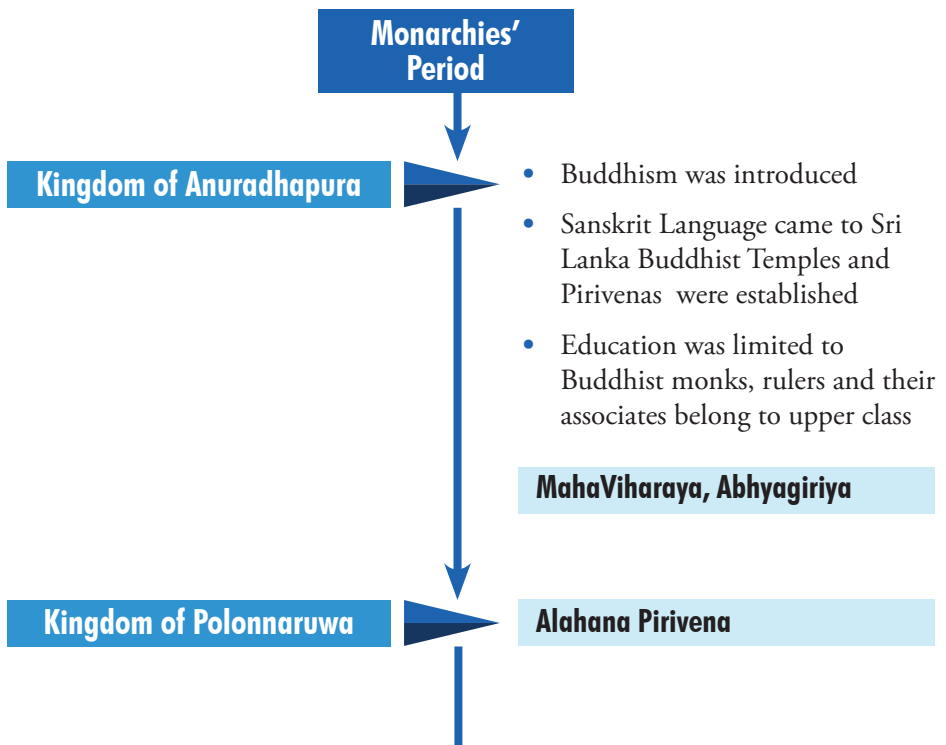 Monarchies’
Period
Kingdom of Anuradhapura
• Buddhism was introduced
• Sanskrit Language came to Sri
Lanka Buddhist Temples and
Pirivenas were established
• Education was limited to
Buddhist monks, rulers and their
associates belong to upper class
MahaViharaya, Abhyagiriya
Kingdom of Polonnaruwa
Alahana Pirivena